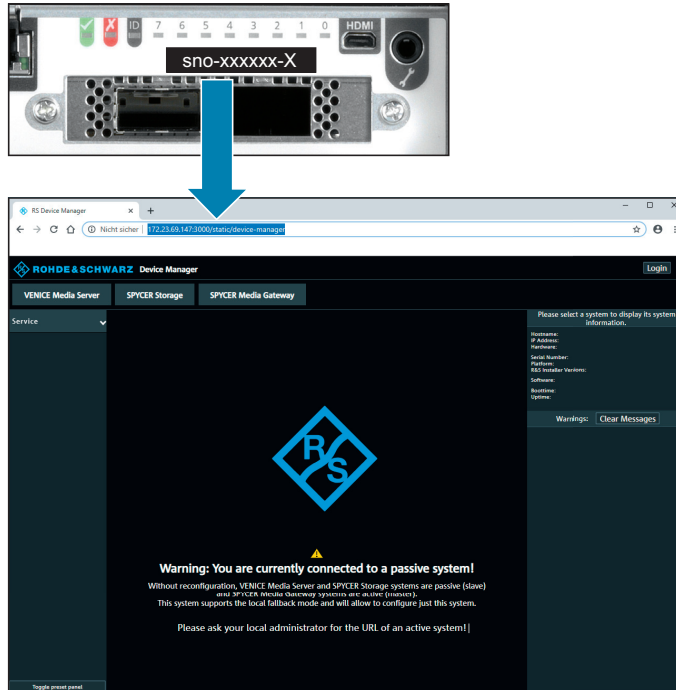 ID 7 6 5 4 3 2 1 0 HDMI
sno-xxxxxx-X
RS Device Manager
Nicht sicher | 172.23.69.147:3000/static/device-manager
ROHDE&SCHWARZ Device Manager
Login
VENICE Media Server SPYCER Storage SPYCER Media Gateway
Service
Please select a system to display its system
information.
Hostname:
IP Address:
Hardware:
Serial Number:
Platform:
R&S Installer Versions:
Software:
Boottime:
Uptime:
Warnings: Clear Messages
R
S
Warning: You are currently connected to a passive system!
Without reconfiguration, VENICE Media Server and SPYCER Storage systems are passive (slave)
and SPYCER Media Gateway systems are active (master).
This system supports the local fallback mode and will allow to configure just this system.
Please ask your local administrator for the URL of an active system!|
Toggle preset panel